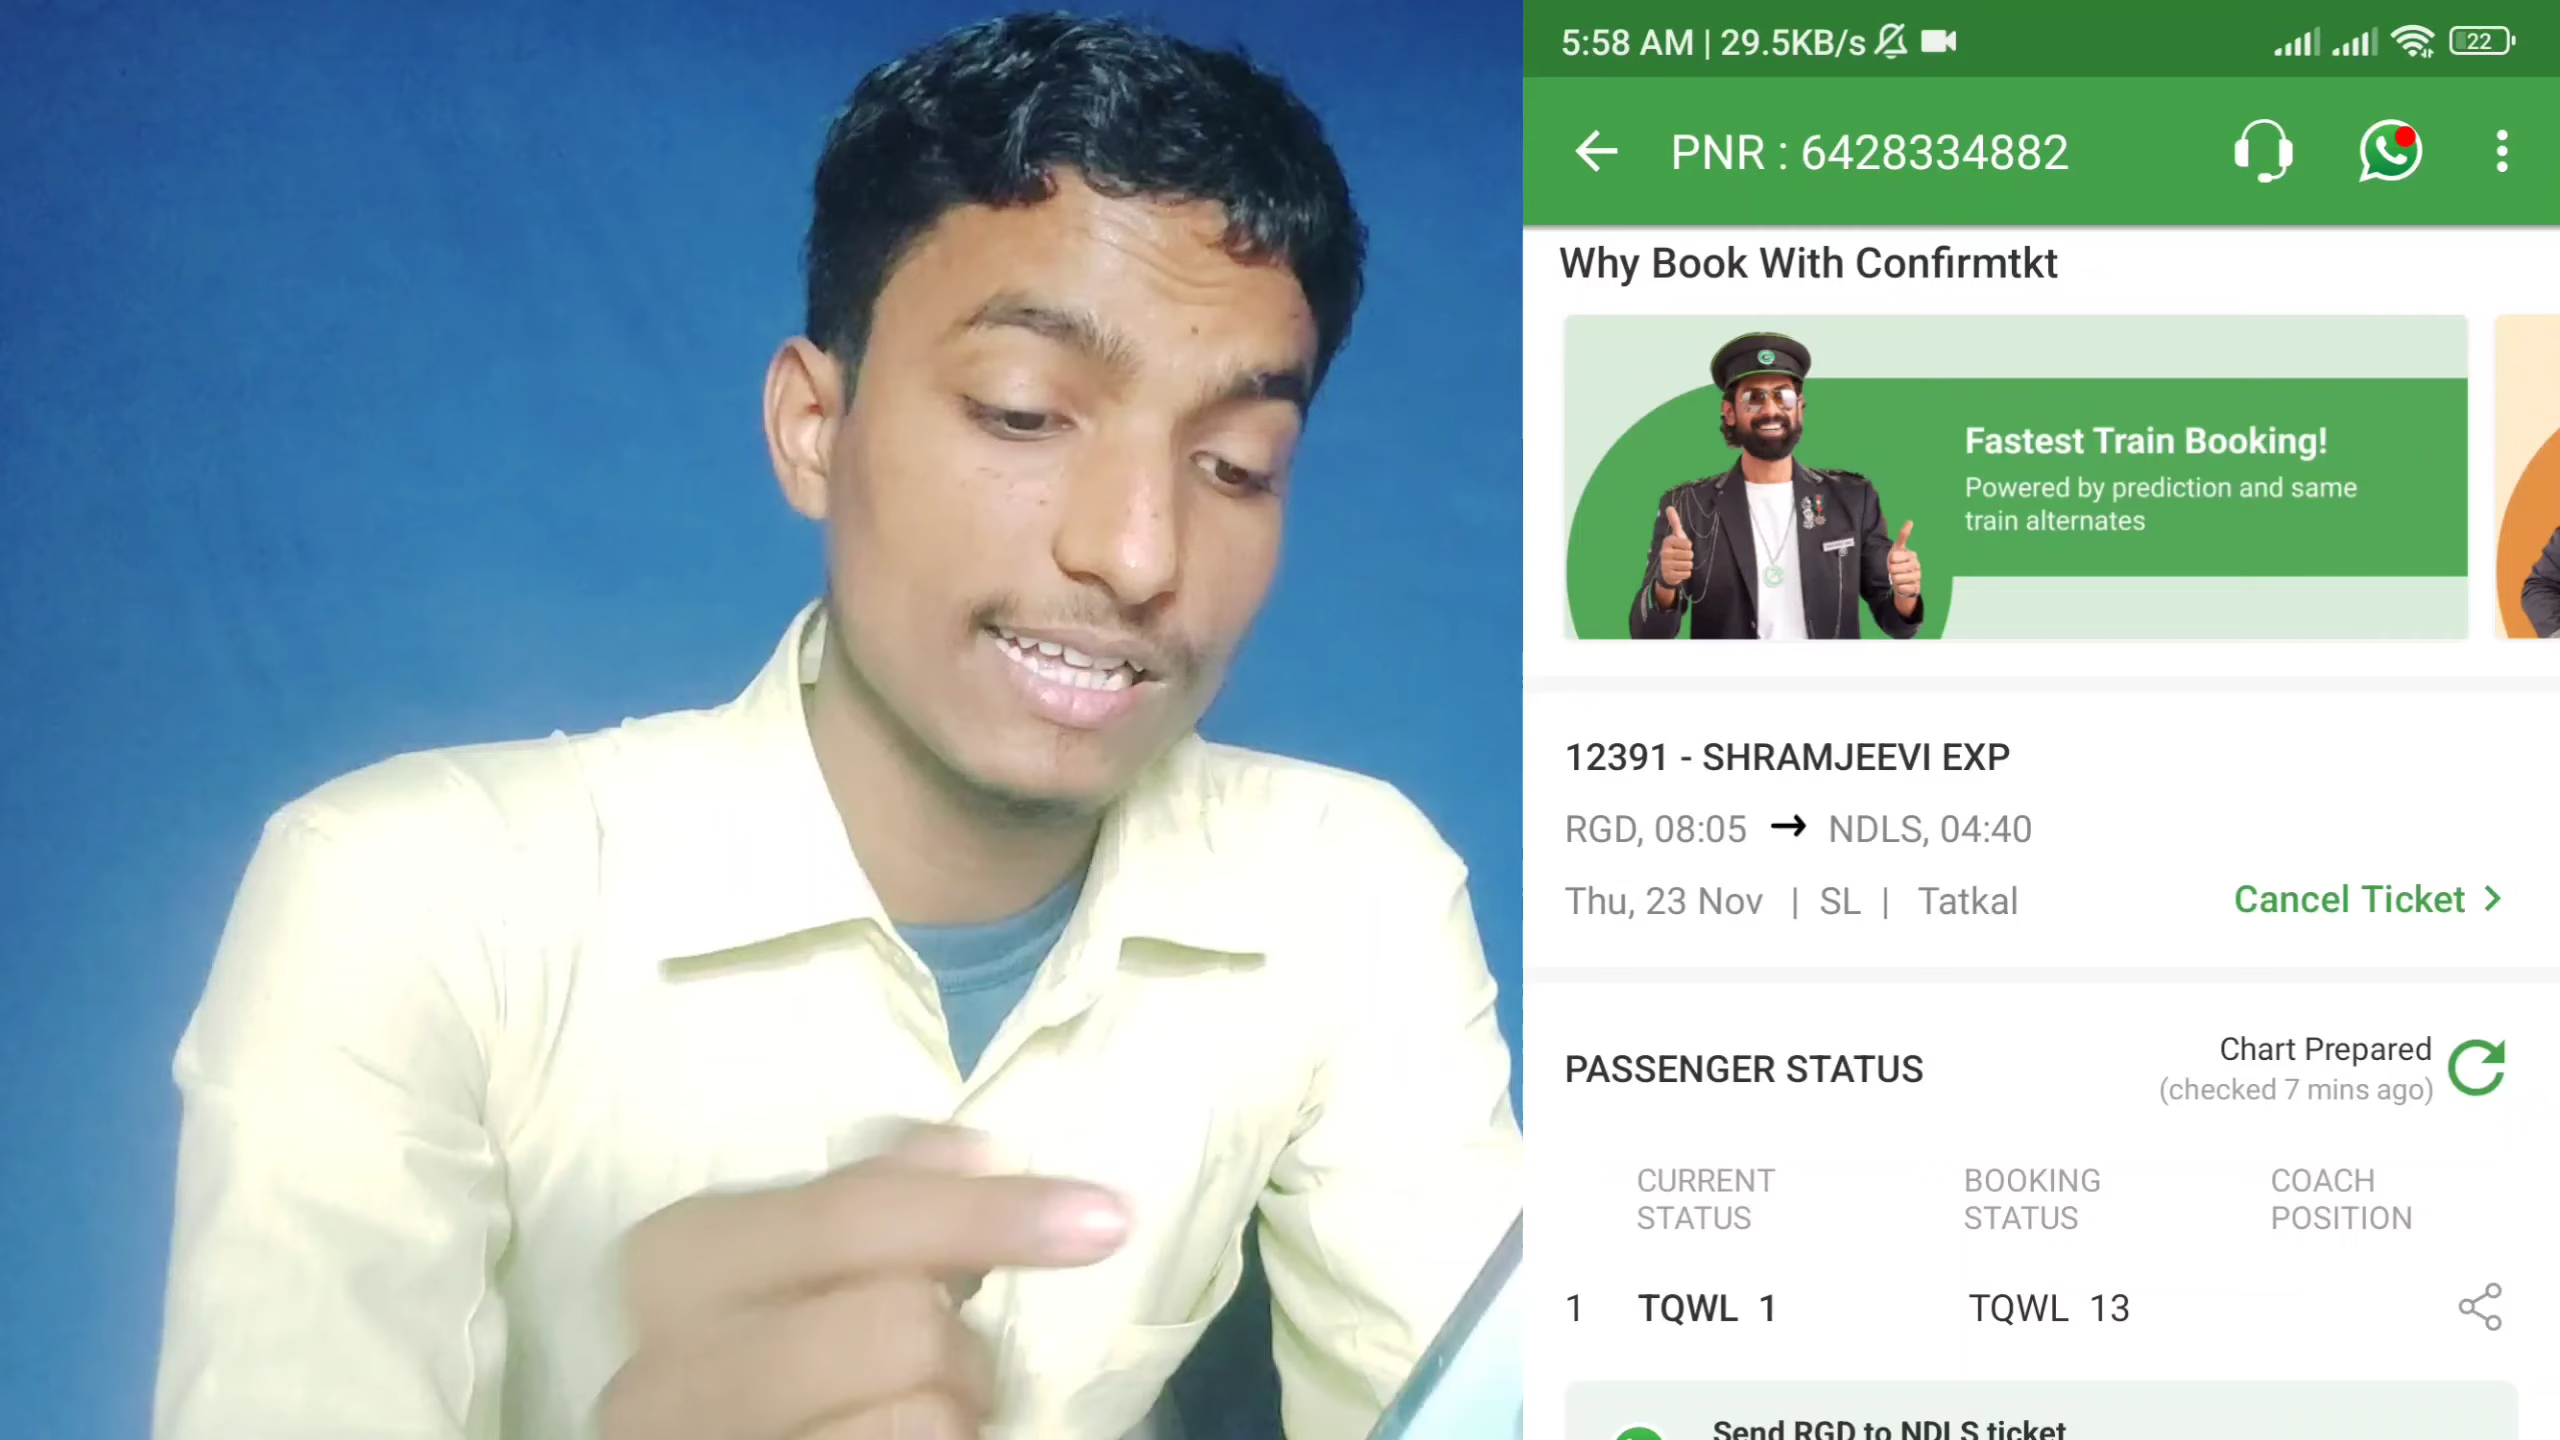 5:58 AM | 29.5KB/s
22
PNR : 6428334882
Why Book With Confirmtkt
Fastest Train Booking!
Powered by prediction and same
train alternates
12391 - SHRAMJEEVI EXP
RGD, 08:05 → NDLS, 04:40
Thu, 23 Nov | SL | Tatkal
Cancel Ticket >
PASSENGER STATUS
Chart Prepared
(checked 7 mins ago)
CURRENT
STATUS
BOOKING
STATUS
COACH
POSITION
1 TQWL 1 TQWL 13
Send RGD to NDLS ticket